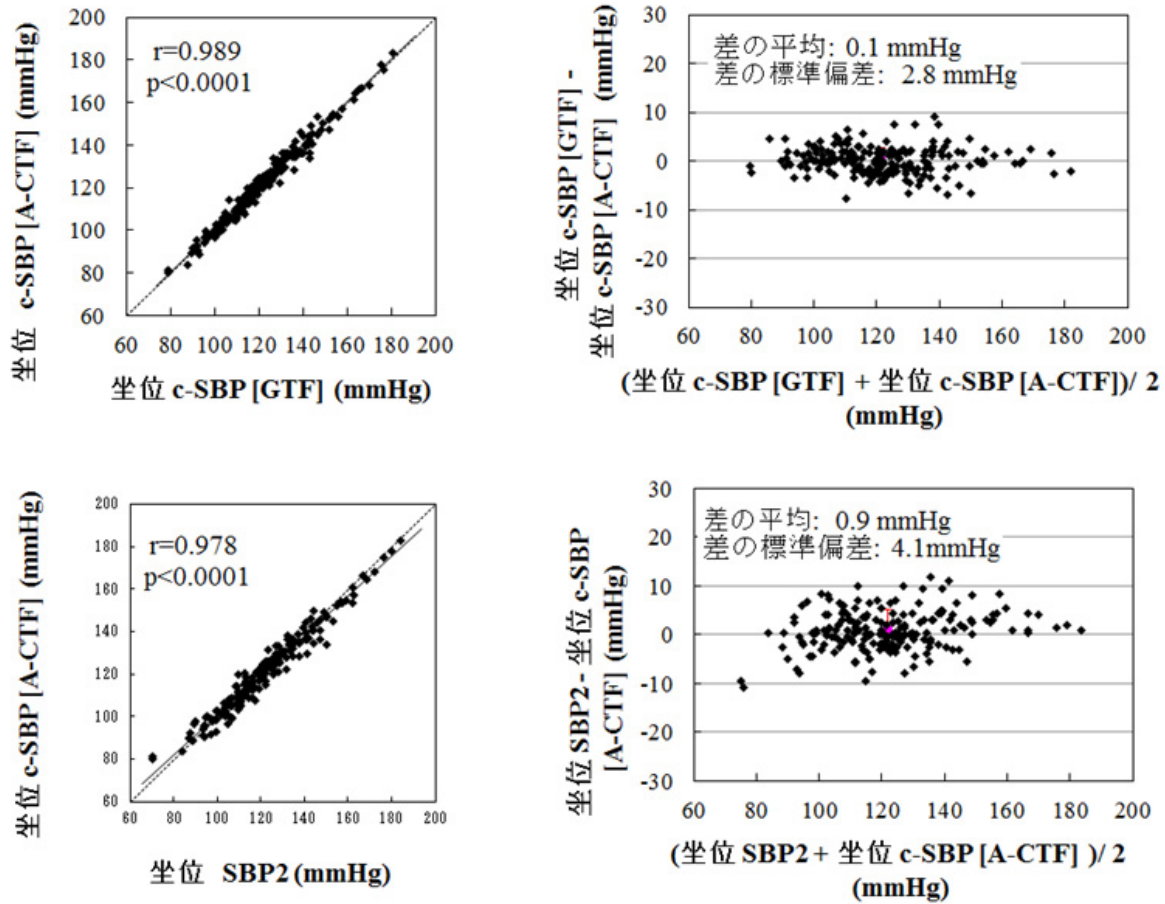 200
180
160
140
120
100
80
60
r=0.989
p<0.0001
坐位 c-SBP [A-CTF] (mmHg)
60 80 100 120 140 160 180 200
坐位 c-SBP [GTF] (mmHg)
30
20
10
0
-10
-20
-30
差の平均: 0.1 mmHg
差の標準偏差: 2.8 mmHg
坐位 c-SBP [GTF] -
坐位 c-SBP [A-CTF] (mmHg)
60 80 100 120 140 160 180 200
(坐位 c-SBP [GTF] + 坐位 c-SBP [A-CTF])/ 2
(mmHg)
200
180
160
140
120
100
80
60
r=0.978
p<0.0001
坐位 c-SBP [A-CTF] (mmHg)
60 80 100 120 140 160 180 200
坐位 SBP2 (mmHg)
30
20
10
0
-10
-20
-30
差の平均: 0.9 mmHg
差の標準偏差: 4.1mmHg
坐位 SBP2- 坐位 c-SBP
[A-CTF] (mmHg)
60 80 100 120 140 160 180 200
(坐位 SBP2 + 坐位 c-SBP [A-CTF] )/ 2
(mmHg)